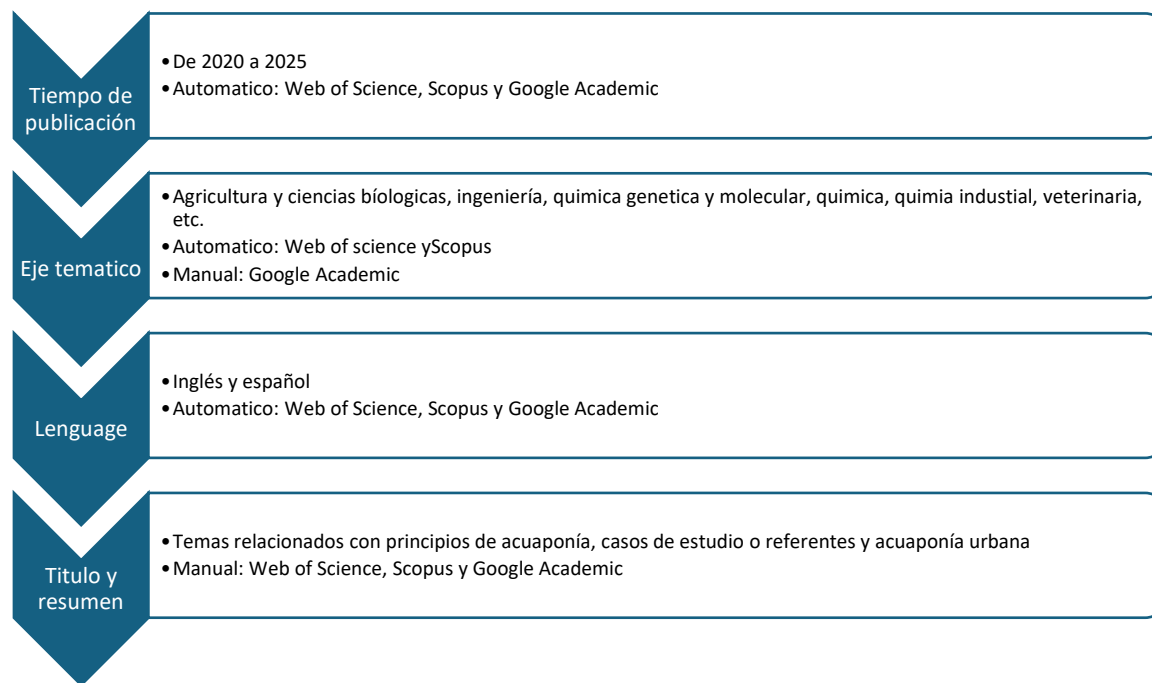 Tiempo de
publicación
•De 2020 a 2025
•Automatico: Web of Science, Scopus y Google Academic
Eje tematico
•Agricultura y ciencias bíologicas, ingeniería, quimica genetica y molecular, quimica, quimia industial, veterinaria,
etc.
•Automatico: Web of science yScopus
•Manual: Google Academic
Lenguage
•Inglés y español
•Automatico: Web of Science, Scopus y Google Academic
Titulo y
resumen
•Temas relacionados con principios de acuaponía, casos de estudio o referentes y acuaponía urbana
•Manual: Web of Science, Scopus y Google Academic